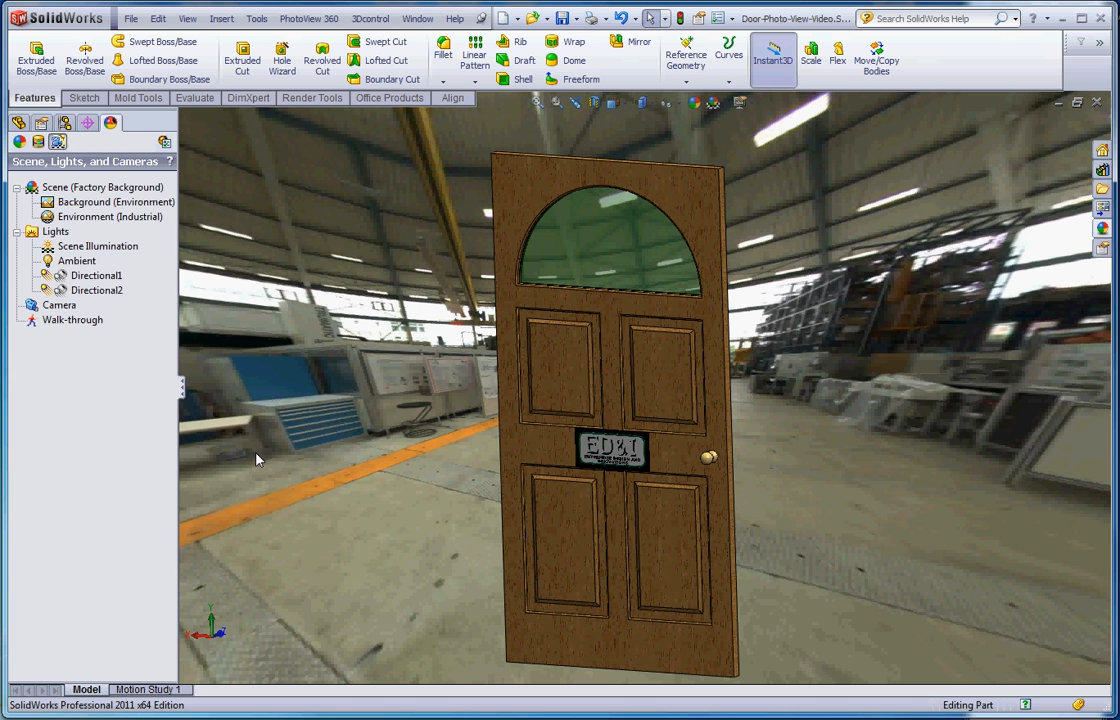 SolidWorks
File Edit View Insert Tools PhotoView 360 3Dcontrol Window Help
Door-Photo-View-Video.S...
Search SolidWorks Help
Extruded Boss/Base
Revolved Boss/Base
Swept Boss/Base
Lofted Boss/Base
Boundary Boss/Base
Extruded Cut
Hole Wizard
Revolved Cut
Swept Cut
Lofted Cut
Boundary Cut
Fillet
Linear Pattern
Rib
Draft
Shell
Wrap
Dome
Freeform
Mirror
Reference Geometry
Curves
Instant3D
Scale
Flex
Move/Copy Bodies
Features Sketch Mold Tools Evaluate DimXpert Render Tools Office Products Align
Scene, Lights, and Cameras ?
Scene (Factory Background)
Background (Environment)
Environment (Industrial)
Lights
Scene Illumination
Ambient
Directional1
Directional2
Camera
Walk-through
ED&I
Y
Model Motion Study 1
SolidWorks Professional 2011 x64 Edition
Editing Part